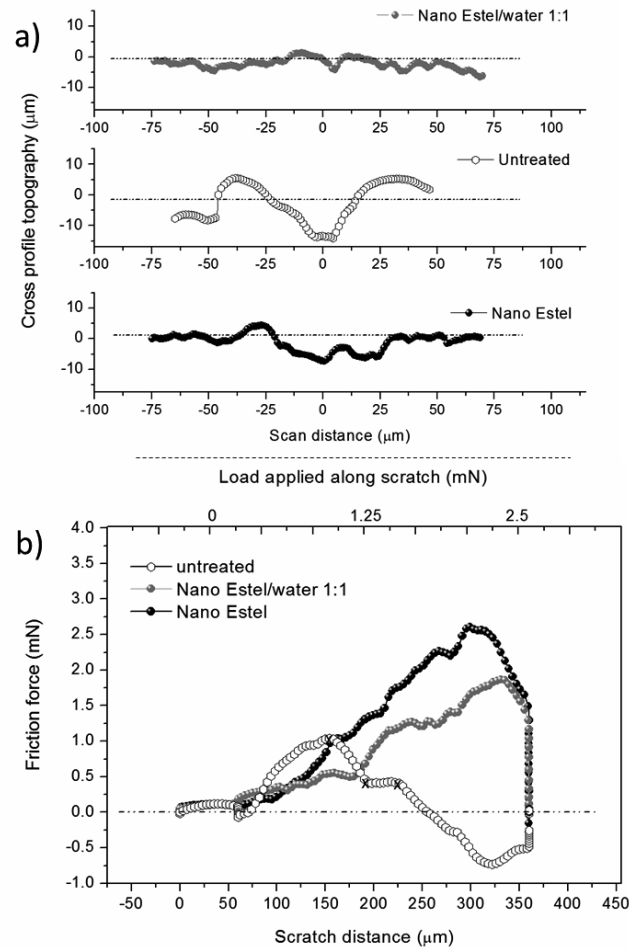 a)
Nano Estel/water 1:1
10
0
-10
-100 -75 -50 -25 0 25 50 75 100
Cross profile topography (μm)
Untreated
10
0
-10
-100 -75 -50 -25 0 25 50 75 100
Nano Estel
10
0
-10
-100 -75 -50 -25 0 25 50 75 100
Scan distance (μm)
Load applied along scratch (mN)
b)
0 1.25 2.5
4.0
3.5
3.0
2.5
2.0
1.5
1.0
0.5
0.0
-0.5
-1.0
untreated
Nano Estel/water 1:1
Nano Estel
Friction force (mN)
-50 0 50 100 150 200 250 300 350 400 450
Scratch distance (μm)